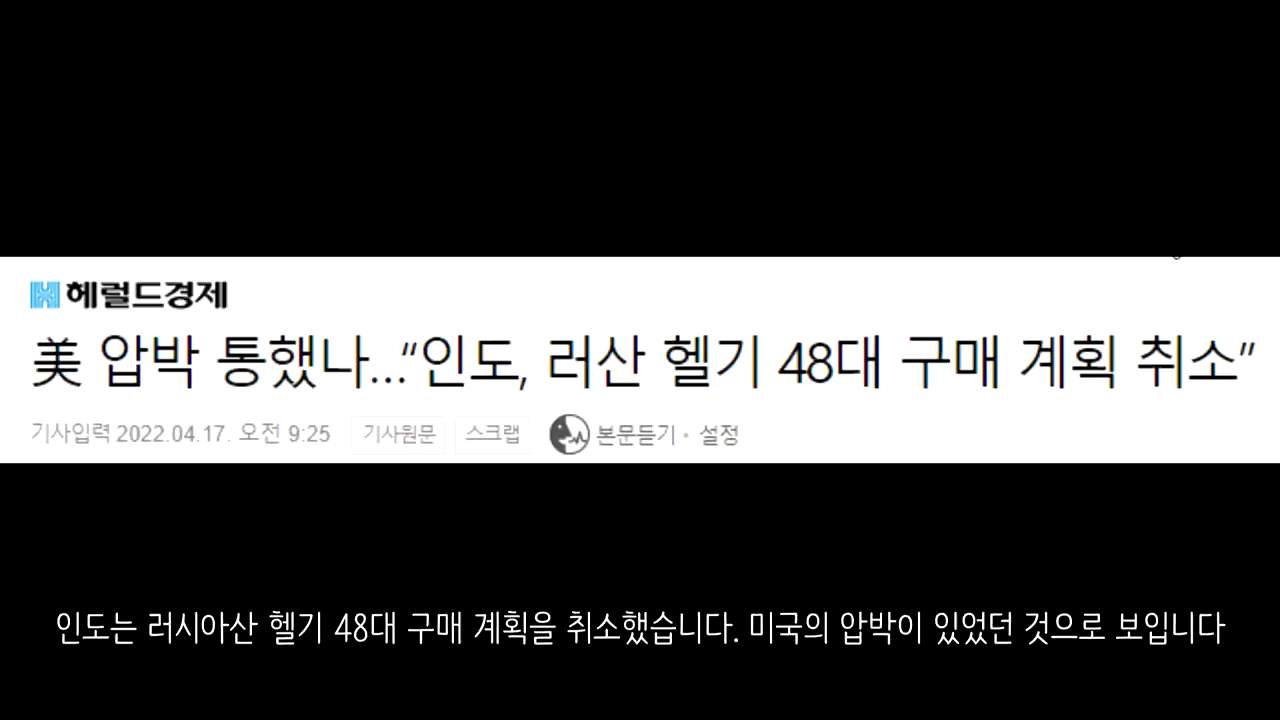 헤럴드경제
美 압박 통했나..."인도, 러산 헬기 48대 구매 계획 취소"
기사입력 2022.04.17. 오전 9:25 기사원문 스크랩 본문듣기 · 설정
인도는 러시아산 헬기 48대 구매 계획을 취소했습니다. 미국의 압박이 있었던 것으로 보입니다